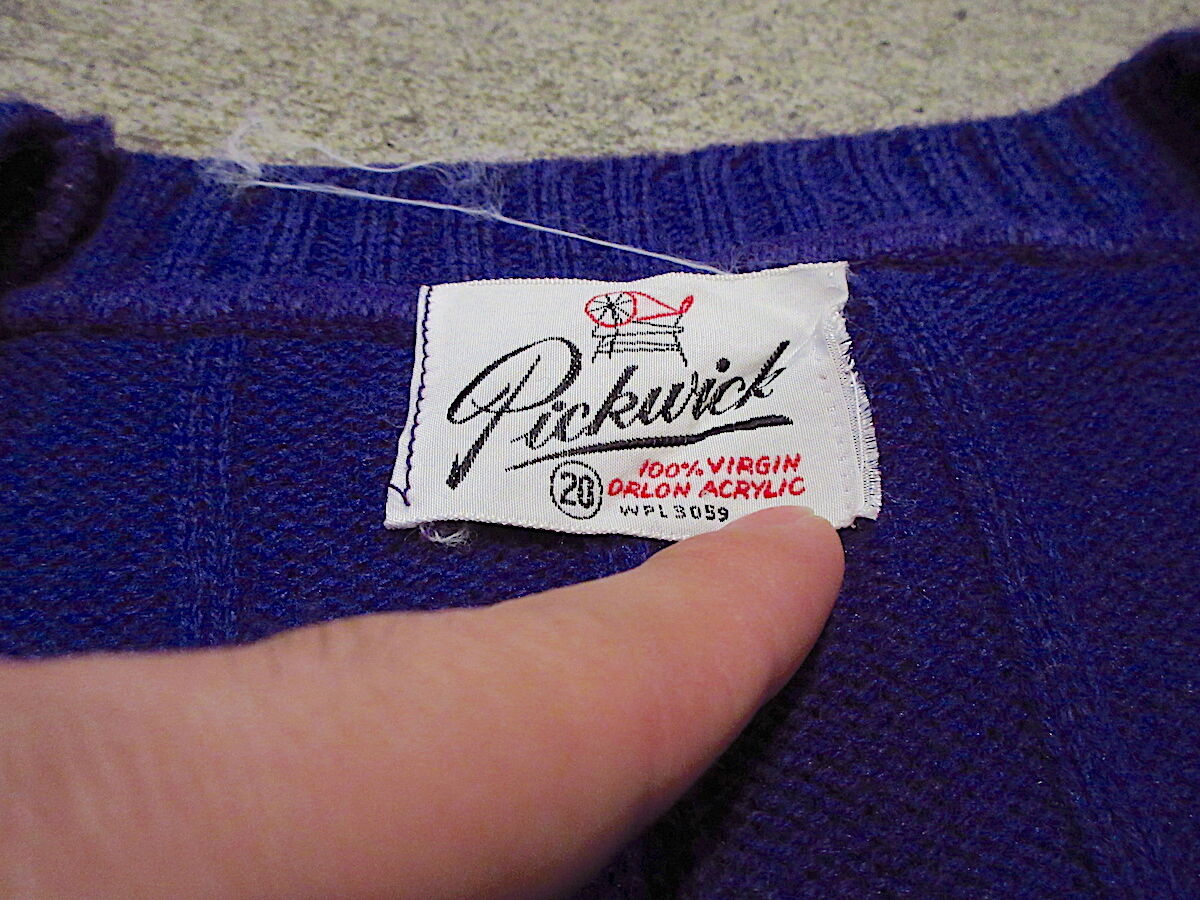 Pickwick
20 100% VIRGIN
ORLON ACRYLIC
WPL3059